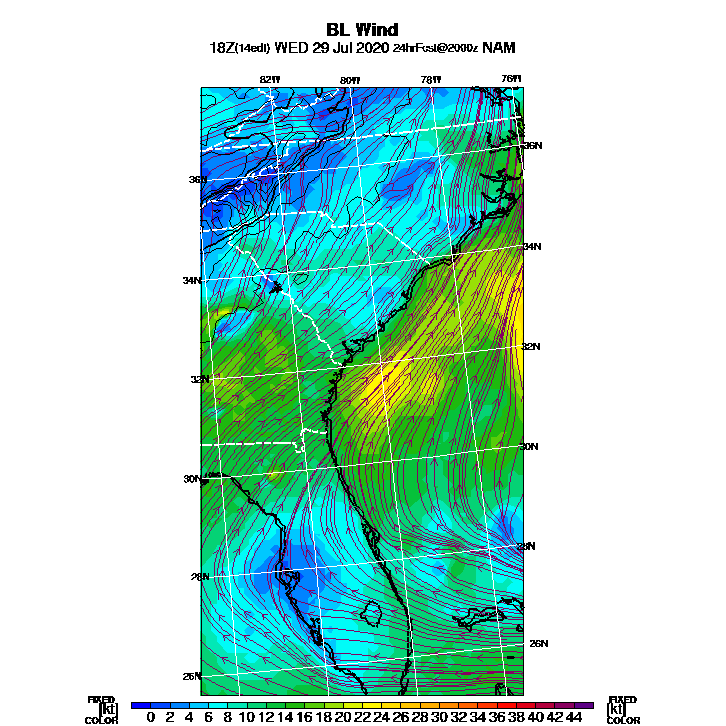 BL Wind
18Z(14edt) WED 29 Jul 2020 24hrFcst@2000z NAM
82W 80W 78W 76W
36N
36N
34N
34N
32N
32N
30N
30N
28N
28N
26N
26N
FIXED FIXED
[kt] 0 2 4 6 8 10 12 14 16 18 20 22 24 26 28 30 32 34 36 38 40 42 44 [kt]
COLOR COLOR